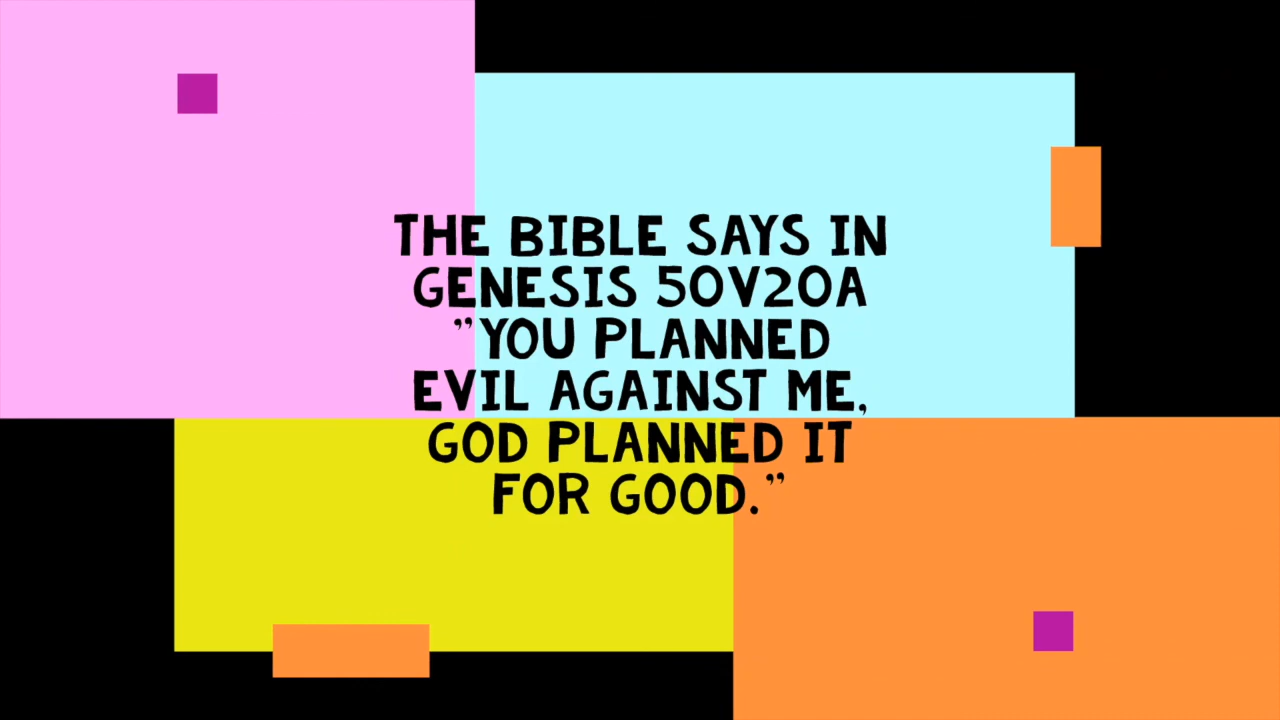 THE BIBLE SAYS IN
GENESIS 50V20A
”YOU PLANNED
EVIL AGAINST ME,
GOD PLANNED IT
FOR GOOD.”